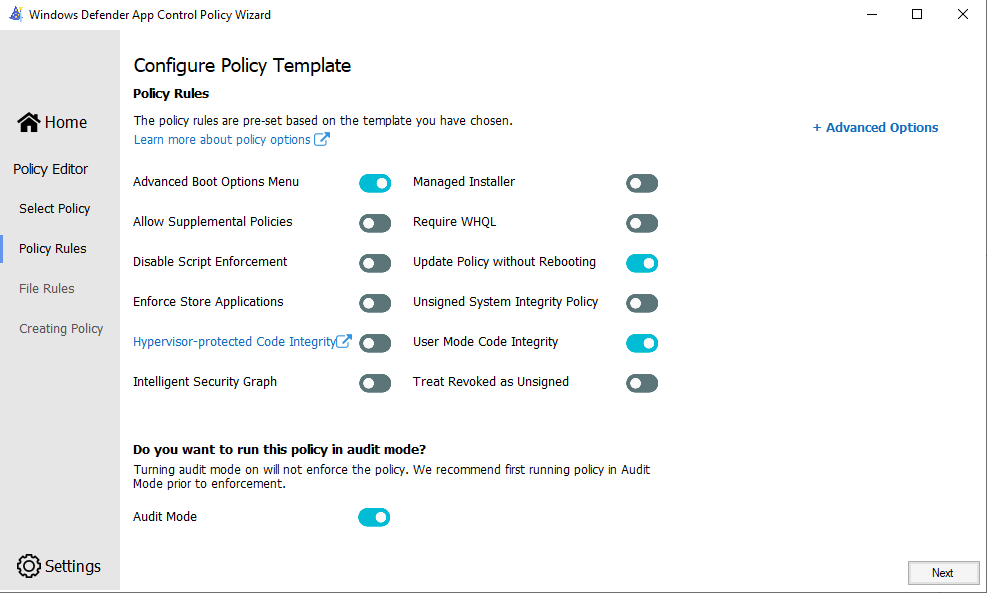 Windows Defender App Control Policy Wizard
Home
Policy Editor
Select Policy
Policy Rules
File Rules
Creating Policy
Settings
Configure Policy Template
Policy Rules
The policy rules are pre-set based on the template you have chosen.
Learn more about policy options
+ Advanced Options
Advanced Boot Options Menu
Managed Installer
Allow Supplemental Policies
Require WHQL
Disable Script Enforcement
Update Policy without Rebooting
Enforce Store Applications
Unsigned System Integrity Policy
Hypervisor-protected Code Integrity
User Mode Code Integrity
Intelligent Security Graph
Treat Revoked as Unsigned
Do you want to run this policy in audit mode?
Turning audit mode on will not enforce the policy. We recommend first running policy in Audit
Mode prior to enforcement.
Audit Mode
Next